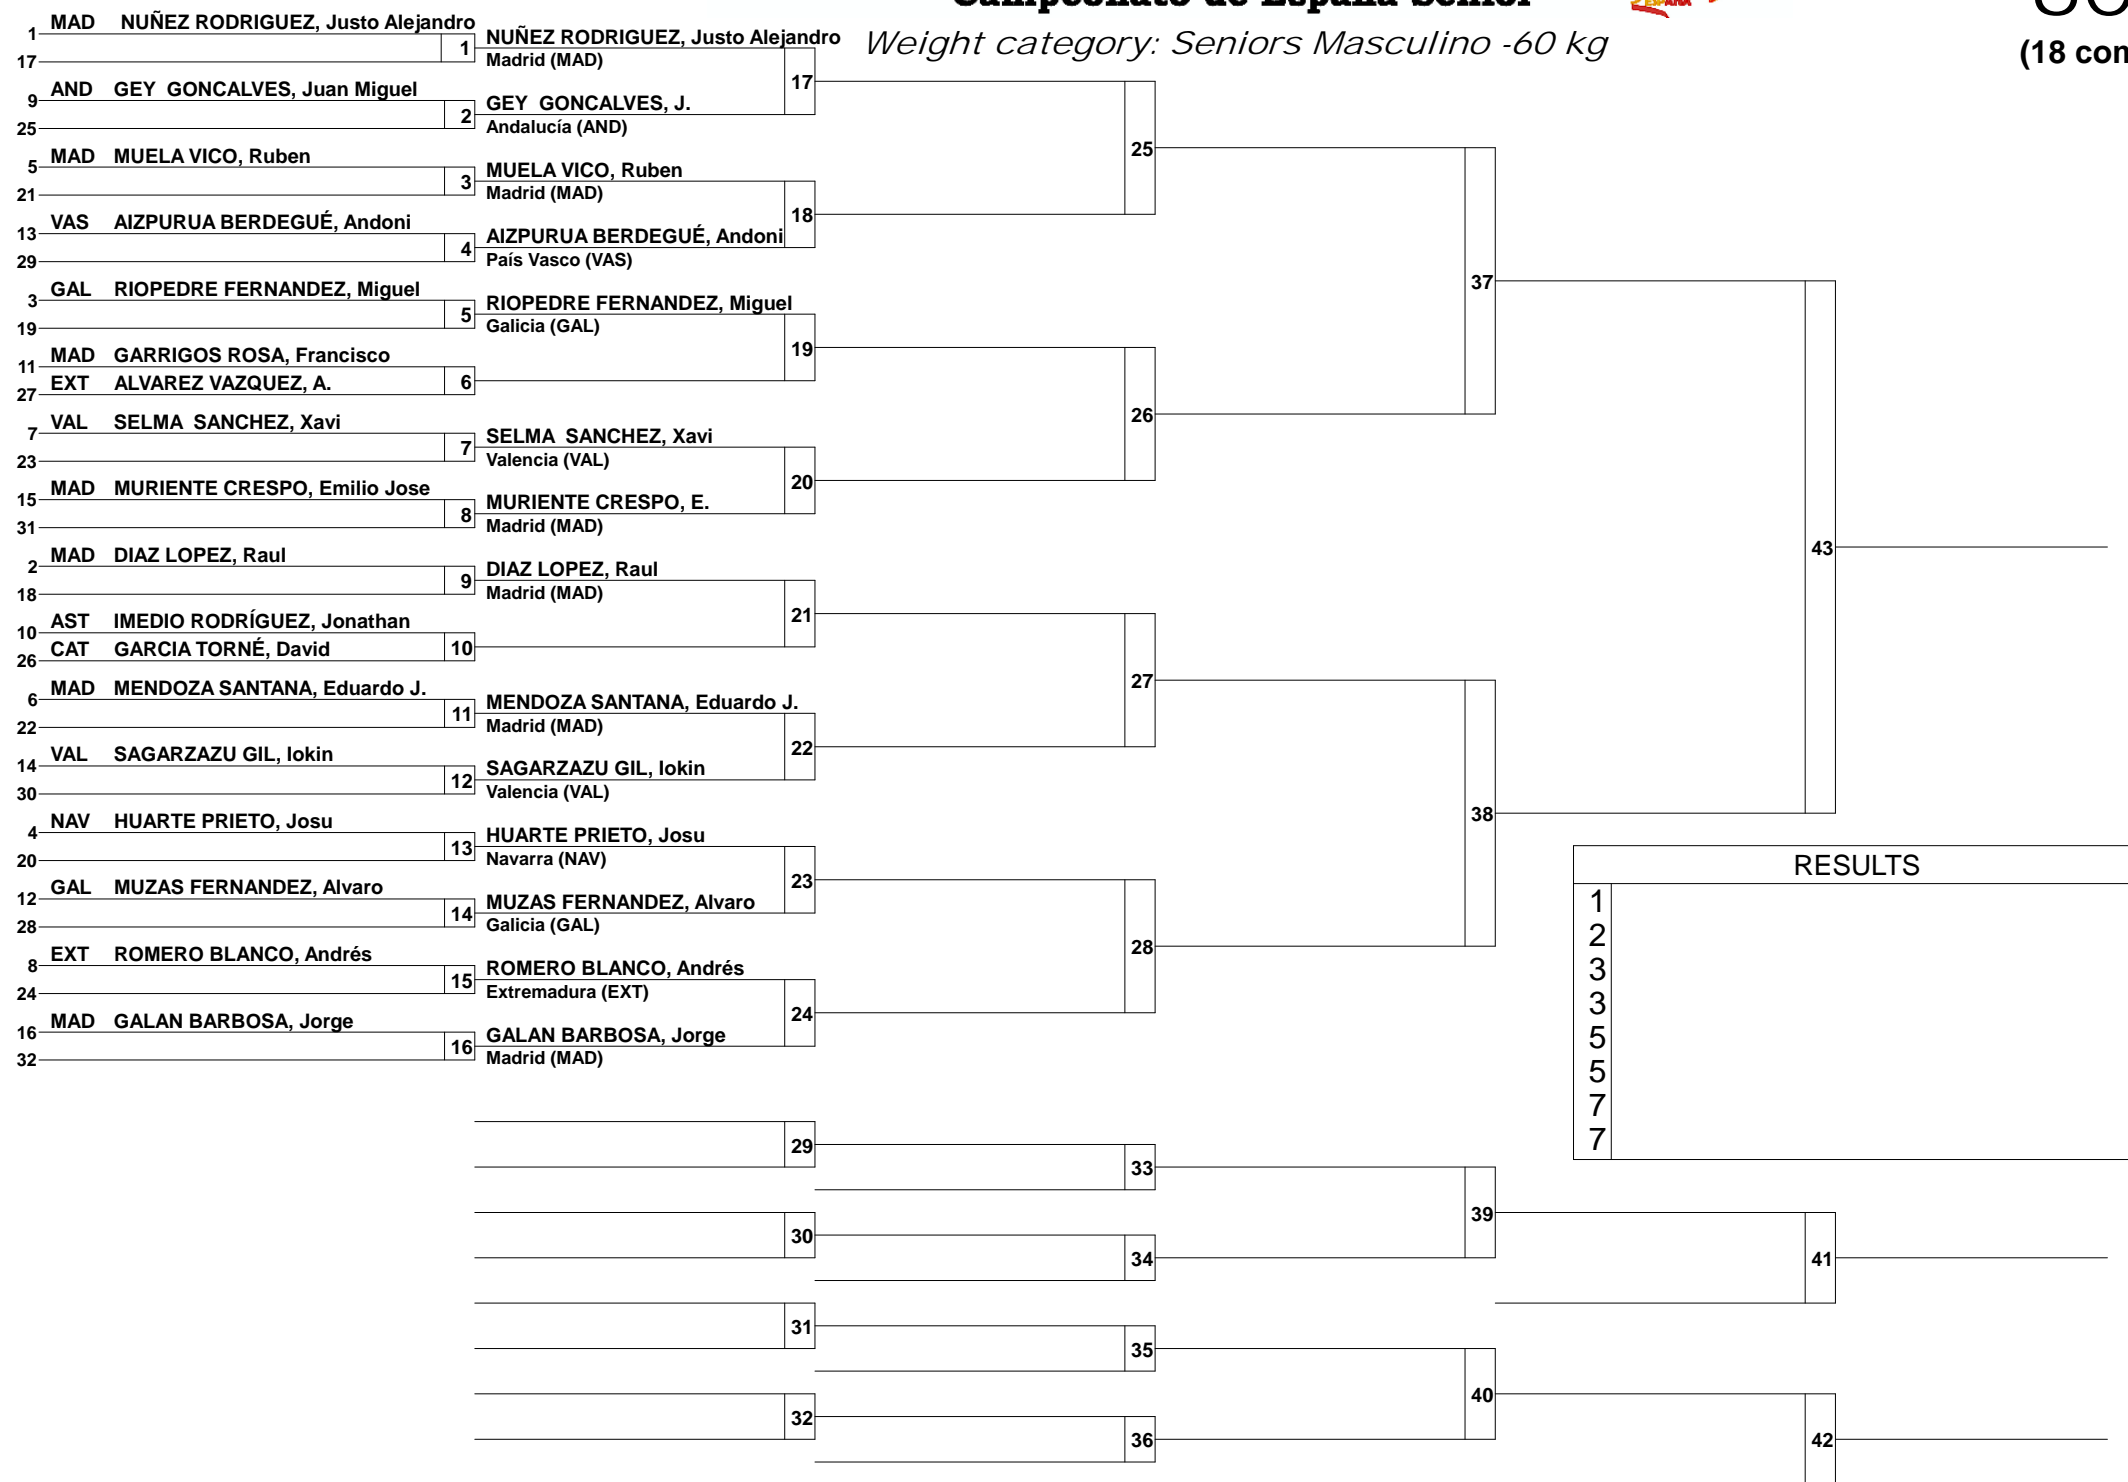 Campeonato de España Senior
ESPAÑA
Weight category: Seniors Masculino -60 kg
(18 con
1 MAD NUÑEZ RODRIGUEZ, Justo Alejandro
17
1 NUÑEZ RODRIGUEZ, Justo Alejandro
Madrid (MAD)
9 AND GEY GONCALVES, Juan Miguel
25
2 GEY GONCALVES, J.
Andalucía (AND)
17
5 MAD MUELA VICO, Ruben
21
3 MUELA VICO, Ruben
Madrid (MAD)
13 VAS AIZPURUA BERDEGUÉ, Andoni
29
4 AIZPURUA BERDEGUÉ, Andoni
País Vasco (VAS)
18
25
3 GAL RIOPEDRE FERNANDEZ, Miguel
19
5 RIOPEDRE FERNANDEZ, Miguel
Galicia (GAL)
11 MAD GARRIGOS ROSA, Francisco
27 EXT ALVAREZ VAZQUEZ, A.
6
19
7 VAL SELMA SANCHEZ, Xavi
23
7 SELMA SANCHEZ, Xavi
Valencia (VAL)
15 MAD MURIENTE CRESPO, Emilio Jose
31
8 MURIENTE CRESPO, E.
Madrid (MAD)
20
26
37
2 MAD DIAZ LOPEZ, Raul
18
9 DIAZ LOPEZ, Raul
Madrid (MAD)
10 AST IMEDIO RODRÍGUEZ, Jonathan
26 CAT GARCIA TORNÉ, David
10
21
6 MAD MENDOZA SANTANA, Eduardo J.
22
11 MENDOZA SANTANA, Eduardo J.
Madrid (MAD)
14 VAL SAGARZAZU GIL, Iokin
30
12 SAGARZAZU GIL, Iokin
Valencia (VAL)
22
27
4 NAV HUARTE PRIETO, Josu
20
13 HUARTE PRIETO, Josu
Navarra (NAV)
12 GAL MUZAS FERNANDEZ, Alvaro
28
14 MUZAS FERNANDEZ, Alvaro
Galicia (GAL)
23
8 EXT ROMERO BLANCO, Andrés
24
15 ROMERO BLANCO, Andrés
Extremadura (EXT)
16 MAD GALAN BARBOSA, Jorge
32
16 GALAN BARBOSA, Jorge
Madrid (MAD)
24
28
38
43
RESULTS
1
2
3
3
5
5
7
7
29
33
30
34
39
41
31
35
32
36
40
42